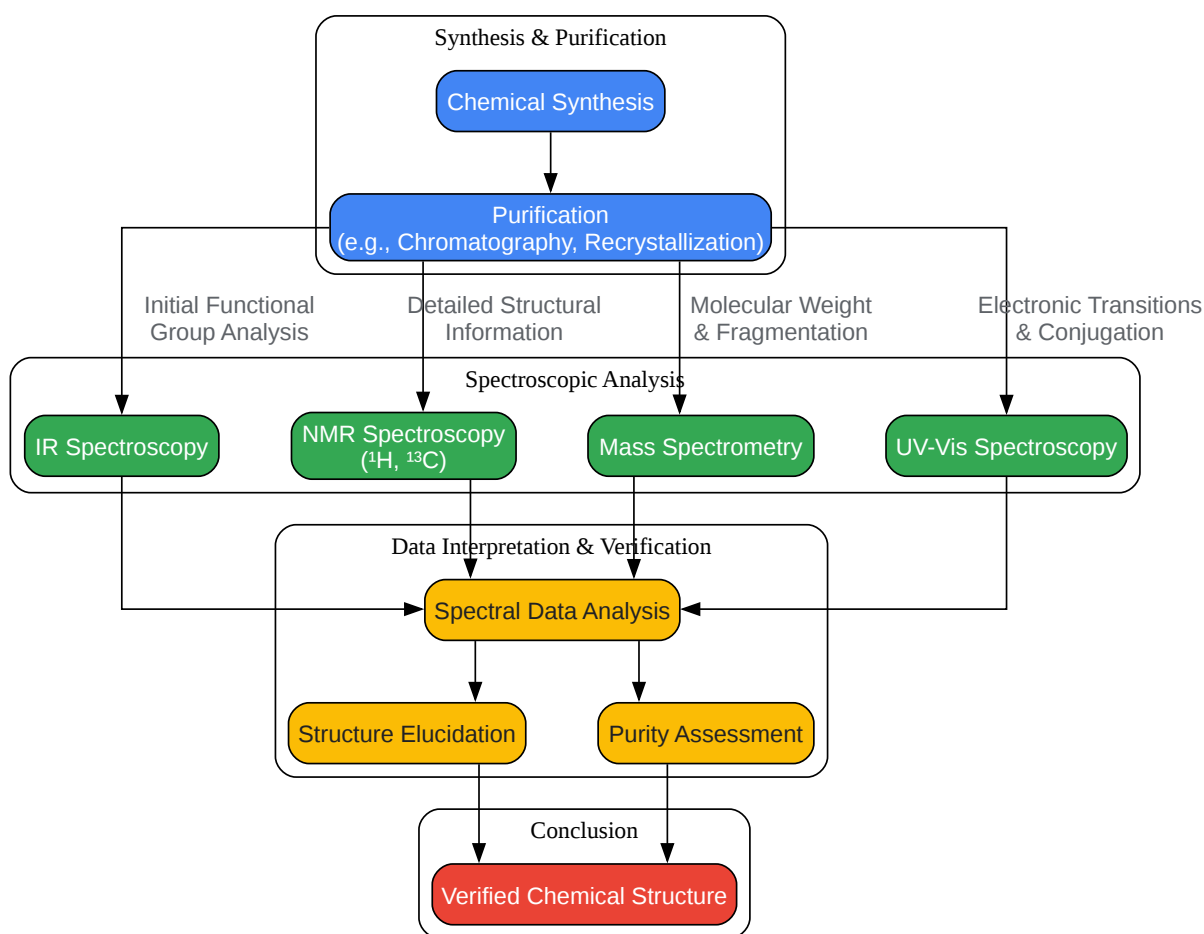 Synthesis & Purification
Chemical Synthesis
Purification
(e.g., Chromatography, Recrystallization)
Initial Functional
Group Analysis
Detailed Structural
Information
Molecular Weight
& Fragmentation
Electronic Transitions
& Conjugation
Spectroscopic Analysis
IR Spectroscopy
NMR Spectroscopy
(¹H, ¹³C)
Mass Spectrometry
UV-Vis Spectroscopy
Data Interpretation & Verification
Spectral Data Analysis
Structure Elucidation
Purity Assessment
Conclusion
Verified Chemical Structure